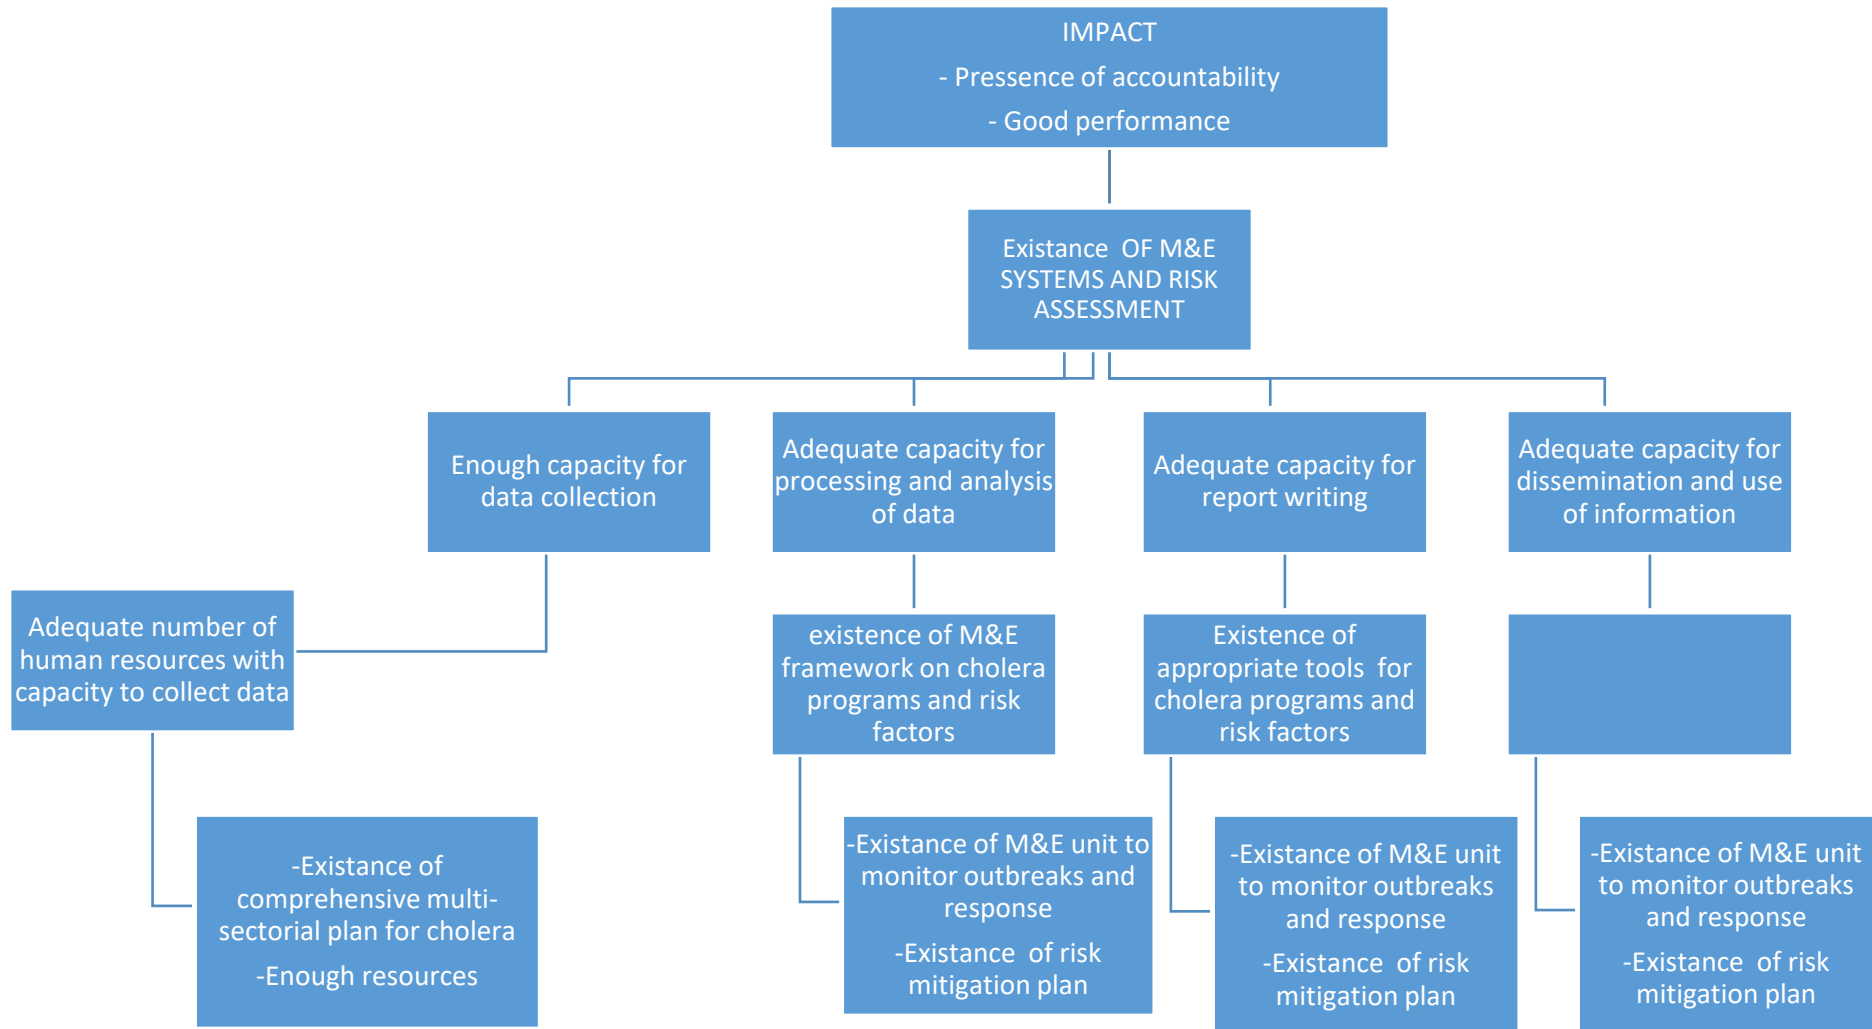 IMPACT
- Pressence of accountability
- Good performance
Existance OF M&E
SYSTEMS AND RISK
ASSESSMENT
Enough capacity for
data collection
Adequate capacity for
processing and analysis
of data
Adequate capacity for
report writing
Adequate capacity for
dissemination and use
of information
Adequate number of
human resources with
capacity to collect data
existence of M&E
framework on cholera
programs and risk
factors
Existence of
appropriate tools for
cholera programs and
risk factors
-Existance of
comprehensive multi-
sectorial plan for cholera
-Enough resources
-Existance of M&E unit to
monitor outbreaks and
response
-Existance of risk
mitigation plan
-Existance of M&E unit
to monitor outbreaks
and response
-Existance of risk
mitigation plan
-Existance of M&E unit
to monitor outbreaks
and response
-Existance of risk
mitigation plan